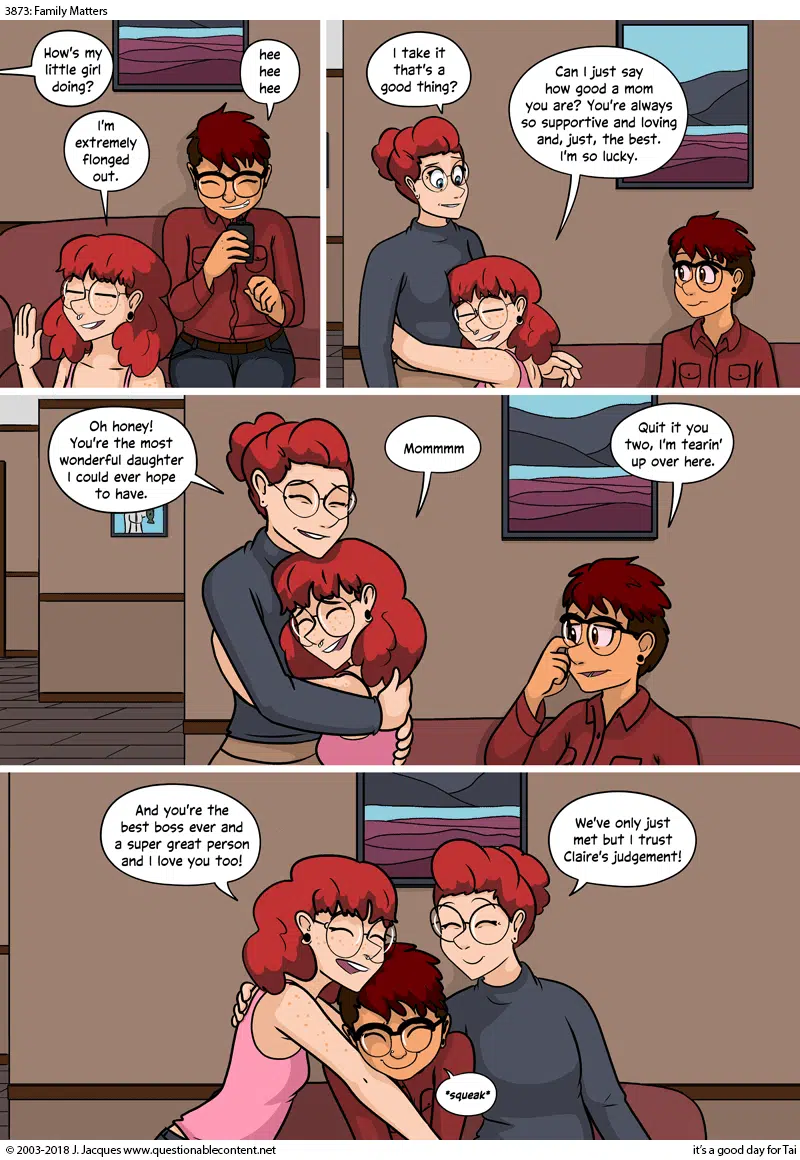 3873: Family Matters
How's my
little girl
doing?
hee
hee
hee
I'm
extremely
flonged
out.
I take it
that's a
good thing?
Can I just say
how good a mom
you are? You're always
so supportive and loving
and, just, the best.
I'm so lucky.
Oh honey!
You're the most
wonderful daughter
I could ever hope
to have.
Mommmm
Quit it you
two, I'm tearin'
up over here.
And you're the
best boss ever and
a super great person
and I love you too!
We've only just
met but I trust
Claire's judgement!
*squeak*
© 2003-2018 J. Jacques www.questionablecontent.net
it's a good day for Tai